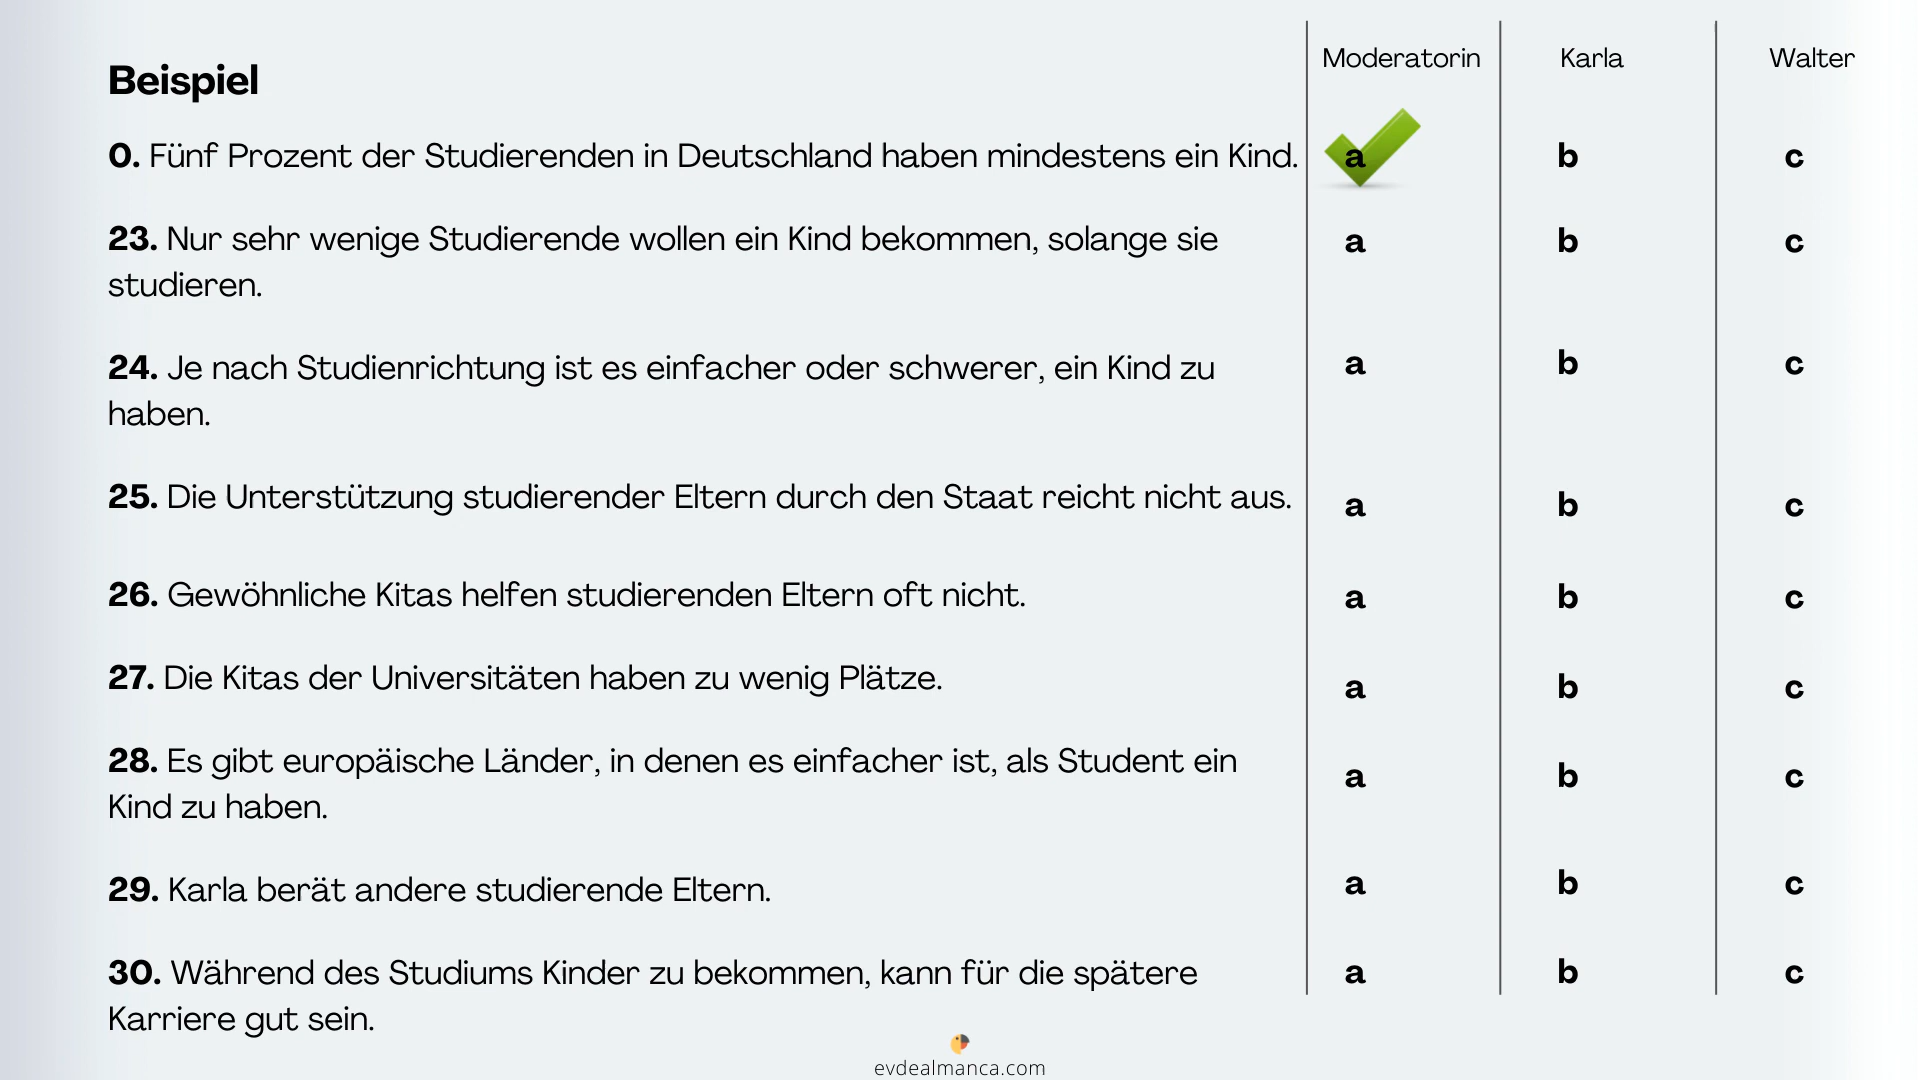 Moderatorin Karla Walter
Beispiel
0. Fünf Prozent der Studierenden in Deutschland haben mindestens ein Kind. a b c
23. Nur sehr wenige Studierende wollen ein Kind bekommen, solange sie a b c
studieren.
24. Je nach Studienrichtung ist es einfacher oder schwerer, ein Kind zu a b c
haben.
25. Die Unterstützung studierender Eltern durch den Staat reicht nicht aus. a b c
26. Gewöhnliche Kitas helfen studierenden Eltern oft nicht. a b c
27. Die Kitas der Universitäten haben zu wenig Plätze. a b c
28. Es gibt europäische Länder, in denen es einfacher ist, als Student ein a b c
Kind zu haben.
29. Karla berät andere studierende Eltern. a b c
30. Während des Studiums Kinder zu bekommen, kann für die spätere a b c
Karriere gut sein.
evdealmanca.com